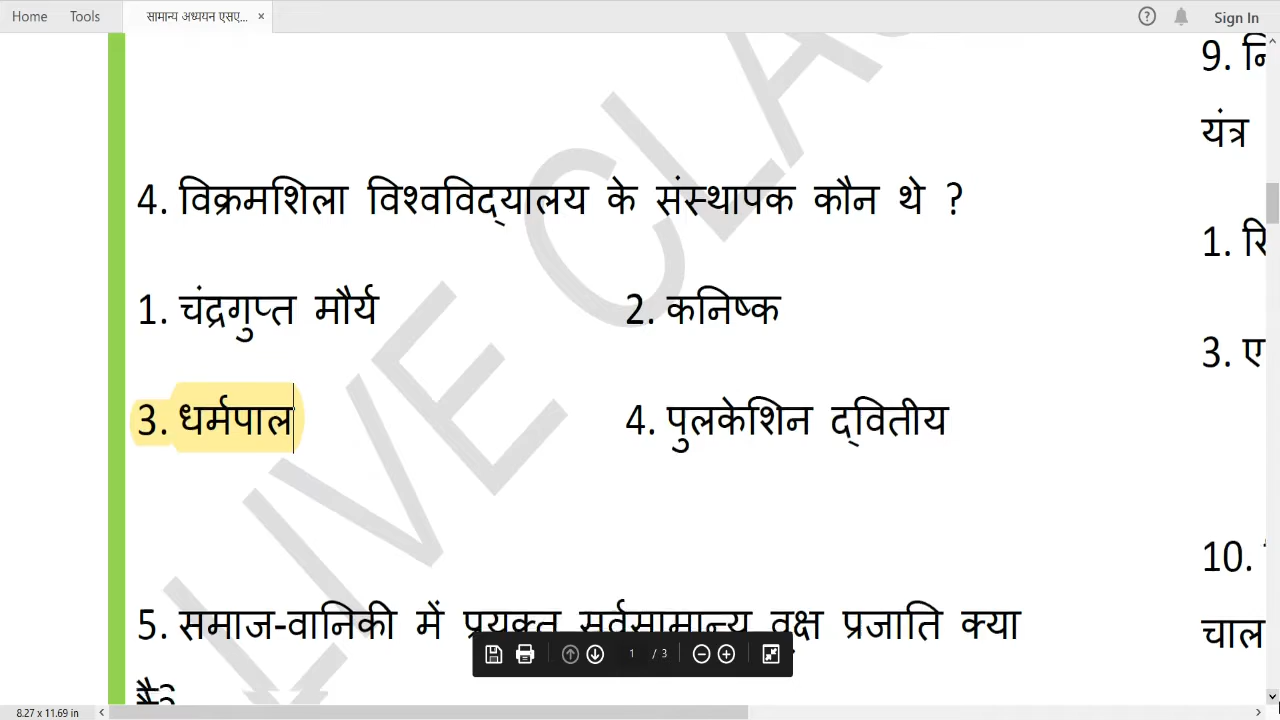 Home Tools सामान्य अध्ययन एसए... × Sign In
4. विक्रमशिला विश्वविद्यालय के संस्थापक कौन थे ?
1. चंद्रगुप्त मौर्य 2. कनिष्क
3. धर्मपाल 4. पुलकेशिन द्वितीय
5. समाज-वानिकी में प्रयुक्त सर्वसामान्य वृक्ष प्रजाति क्या
है?
9. नि
यंत्र
1.
3. ए
10.
चाल
LIVE
1 / 3
8.27 x 11.69 in